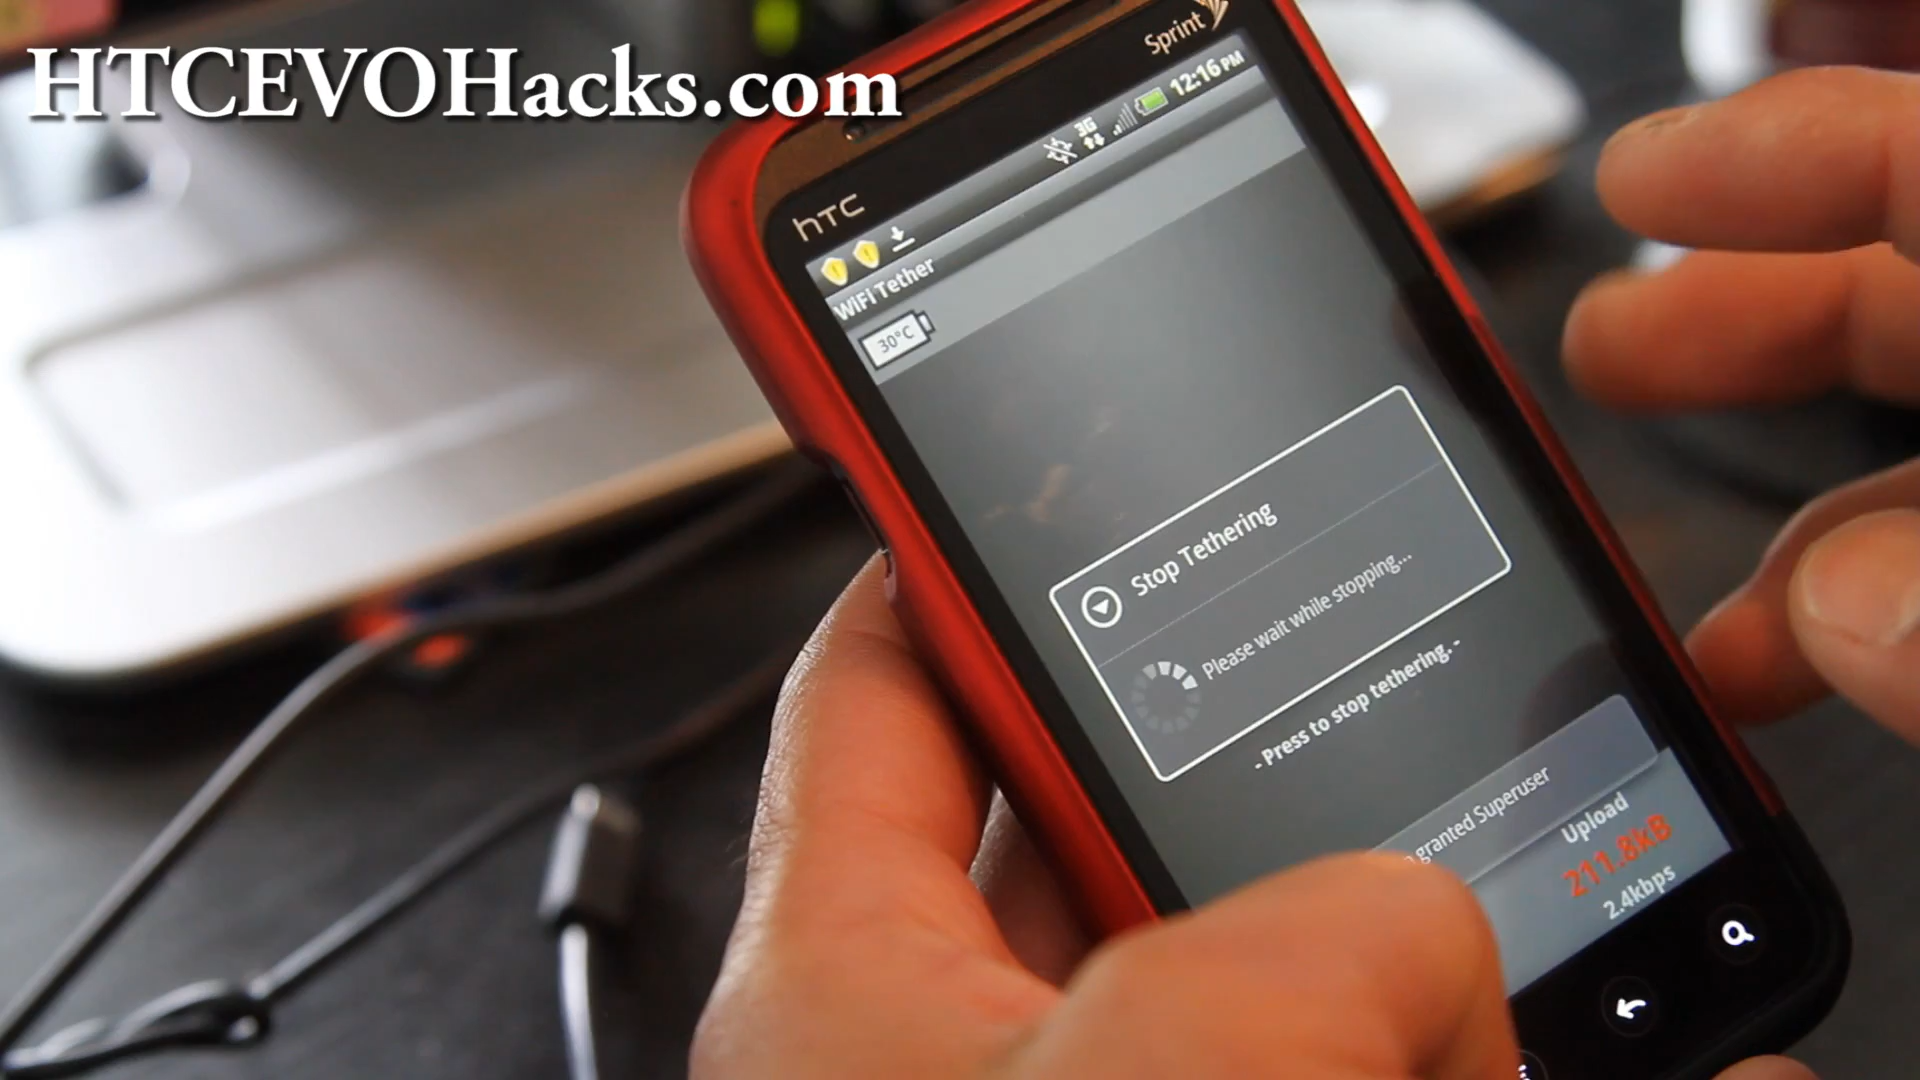 HTCEVOHacks.com
Sprint
12:16 PM
3G
hTC
WiFi Tether
30°C
Stop Tethering
Please wait while stopping...
- Press to stop tethering. -
granted Superuser
Upload
211.8kB
2.4kbps